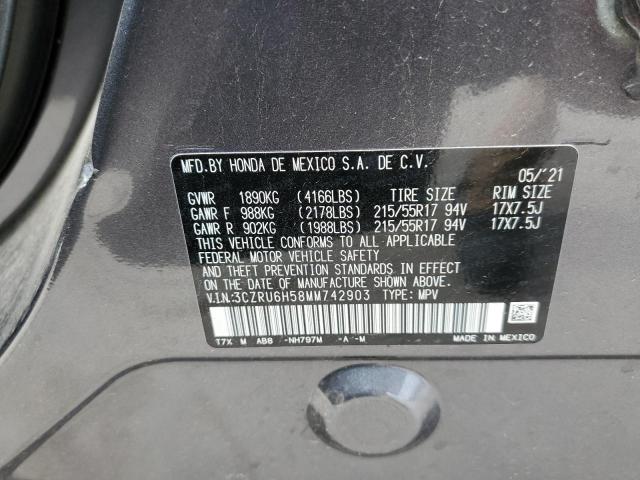 MFD.BY HONDA DE MEXICO S.A. DE C.V.
05/'21
GVWR 1890KG (4166LBS) TIRE SIZE RIM SIZE
GAWR F 988KG (2178LBS) 215/55R17 94V 17X7.5J
GAWR R 902KG (1988LBS) 215/55R17 94V 17X7.5J
THIS VEHICLE CONFORMS TO ALL APPLICABLE
FEDERAL MOTOR VEHICLE SAFETY
AND THEFT PREVENTION STANDARDS IN EFFECT ON
THE DATE OF MANUFACTURE SHOWN ABOVE.
V.I.N:3CZRU6H58MM742903 TYPE: MPV
T7X M AB8 -NH797M -A -M MADE IN MEXICO